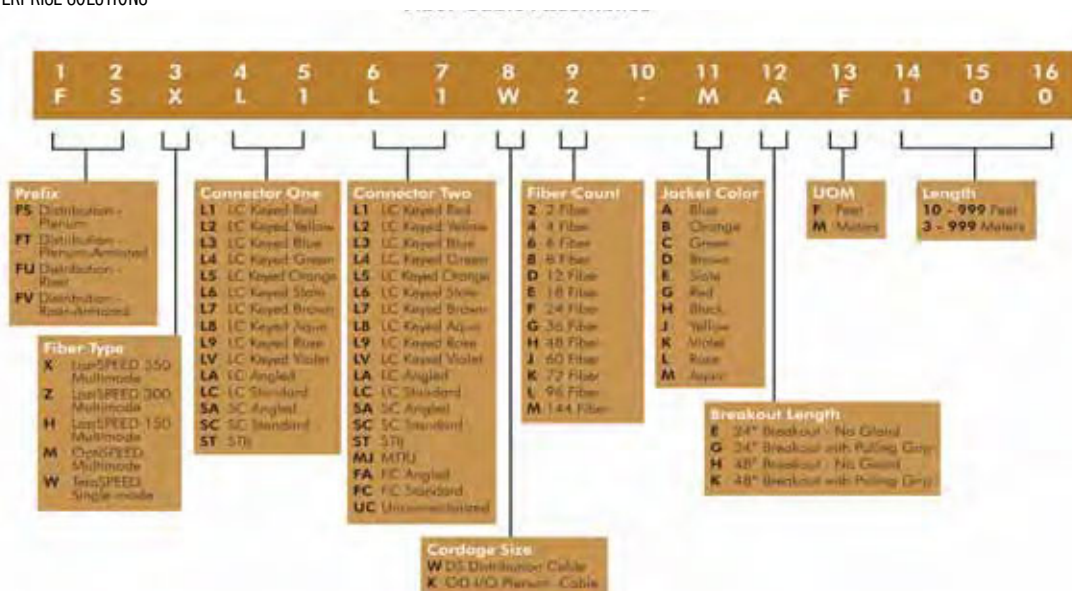 ERPRISE SOLUTIONS
1 2 3 4 5 6 7 8 9 10 11 12 13 14 15 16
F S X L 1 L 1 W 2 - M A F 1 0 0
Prefix
FS Distribution - Plenum
FT Distribution - Plenum-Armored
FU Distribution - Riser
FV Distribution - Riser-Armored
Fiber Type
X LazrSPEED 550 Multimode
Z LazrSPEED 300 Multimode
H LazrSPEED 150 Multimode
M OptiSPEED Multimode
W TeraSPEED Single-mode
Connector One
L1 LC Keyed Red
L2 LC Keyed Yellow
L3 LC Keyed Blue
L4 LC Keyed Green
L5 LC Keyed Orange
L6 LC Keyed Slate
L7 LC Keyed Brown
L8 LC Keyed Aqua
L9 LC Keyed Rose
LV LC Keyed Violet
LA LC Angled
LC LC Standard
SA SC Angled
SC SC Standard
ST STII
Connector Two
L1 LC Keyed Red
L2 LC Keyed Yellow
L3 LC Keyed Blue
L4 LC Keyed Green
L5 LC Keyed Orange
L6 LC Keyed Slate
L7 LC Keyed Brown
L8 LC Keyed Aqua
L9 LC Keyed Rose
LV LC Keyed Violet
LA LC Angled
LC LC Standard
SA SC Angled
SC SC Standard
ST STII
MJ MTRJ
FA FC Angled
FC FC Standard
UC Unconnectorized
Cordage Size
W DS Distribution Cable
K OD I/O Plenum Cable
Fiber Count
2 2 Fiber
4 4 Fiber
6 6 Fiber
8 8 Fiber
D 12 Fiber
E 18 Fiber
F 24 Fiber
G 36 Fiber
H 48 Fiber
J 60 Fiber
K 72 Fiber
L 96 Fiber
M 144 Fiber
Jacket Color
A Blue
B Orange
C Green
D Brown
E Slate
G Red
H Black
J Yellow
K Violet
L Rose
M Aqua
Breakout Length
E 24" Breakout - No Gland
G 24" Breakout with Pulling Grip
H 48" Breakout - No Gland
K 48" Breakout with Pulling Grip
UOM
F Feet
M Meters
Length
10 - 999 Feet
3 - 999 Meters